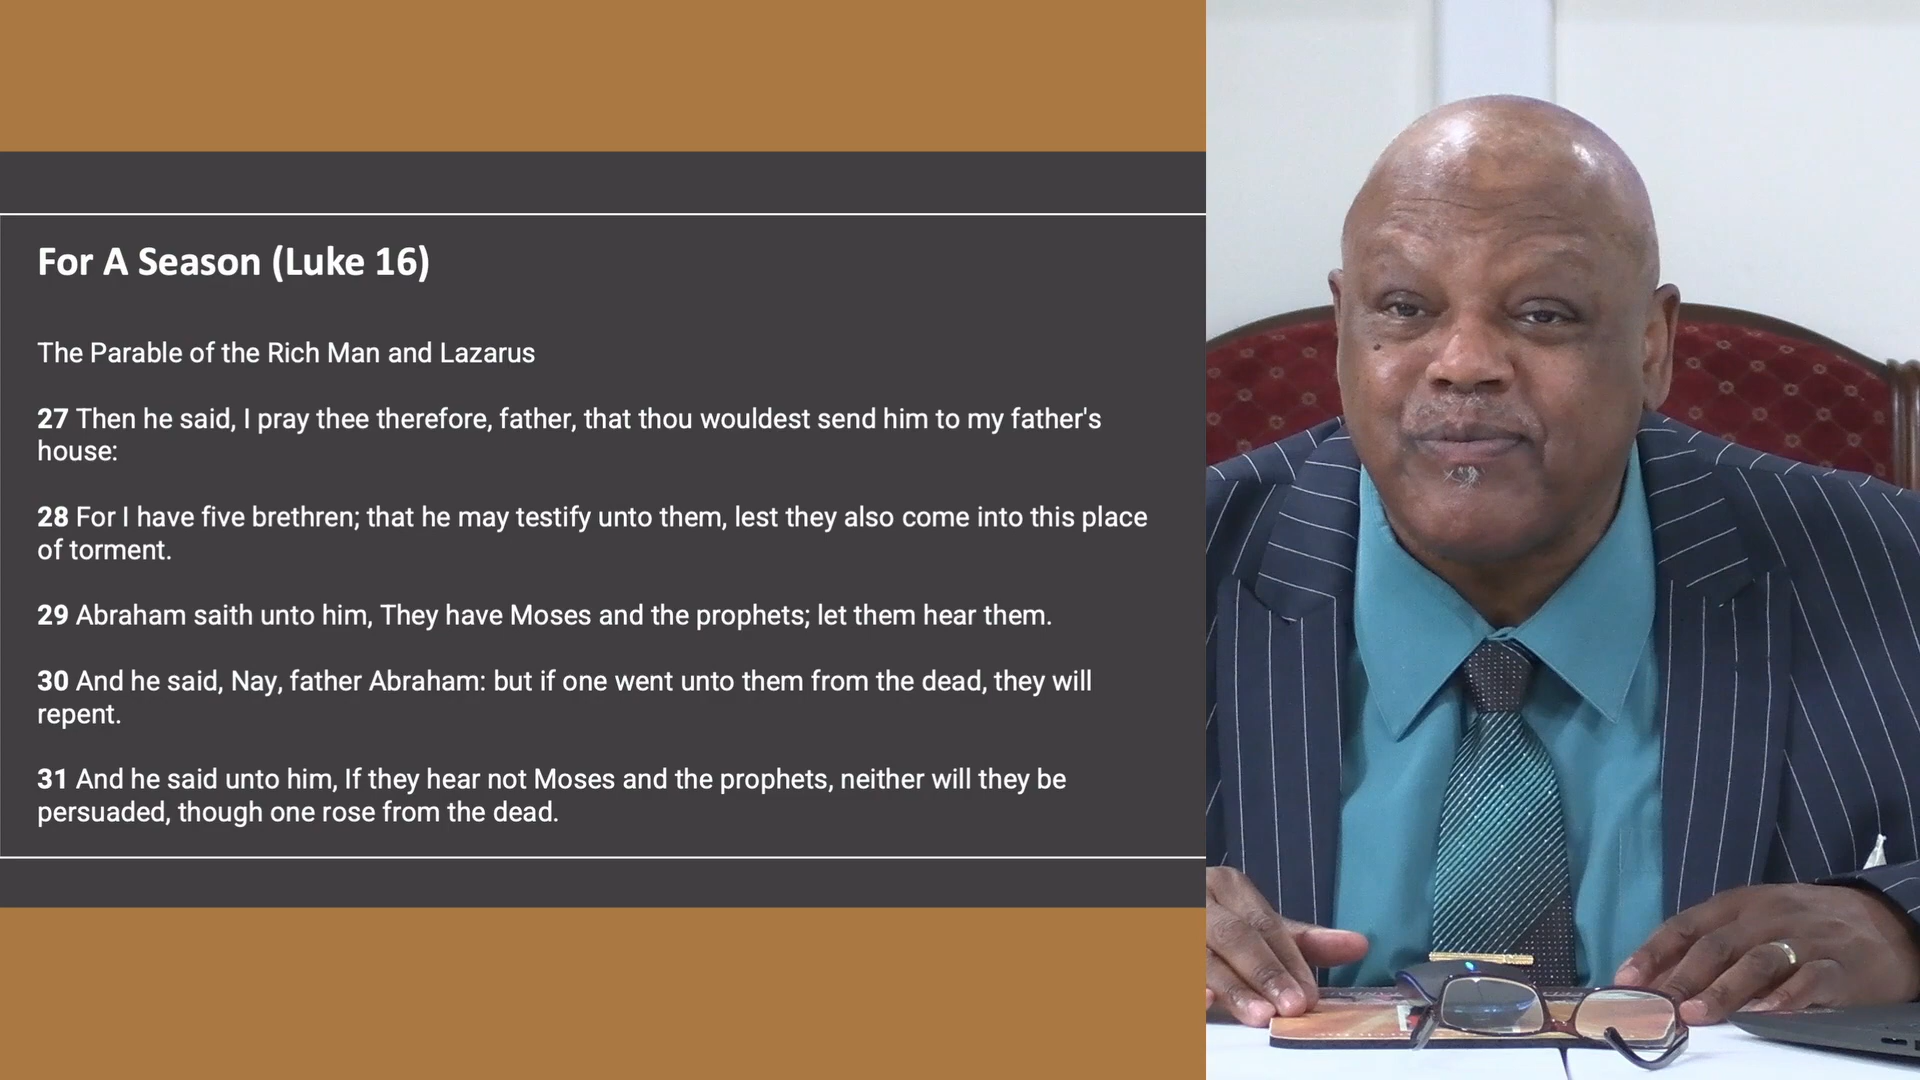 For A Season (Luke 16)
The Parable of the Rich Man and Lazarus
27 Then he said, I pray thee therefore, father, that thou wouldest send him to my father's
house:
28 For I have five brethren; that he may testify unto them, lest they also come into this place
of torment.
29 Abraham saith unto him, They have Moses and the prophets; let them hear them.
30 And he said, Nay, father Abraham: but if one went unto them from the dead, they will
repent.
31 And he said unto him, If they hear not Moses and the prophets, neither will they be
persuaded, though one rose from the dead.